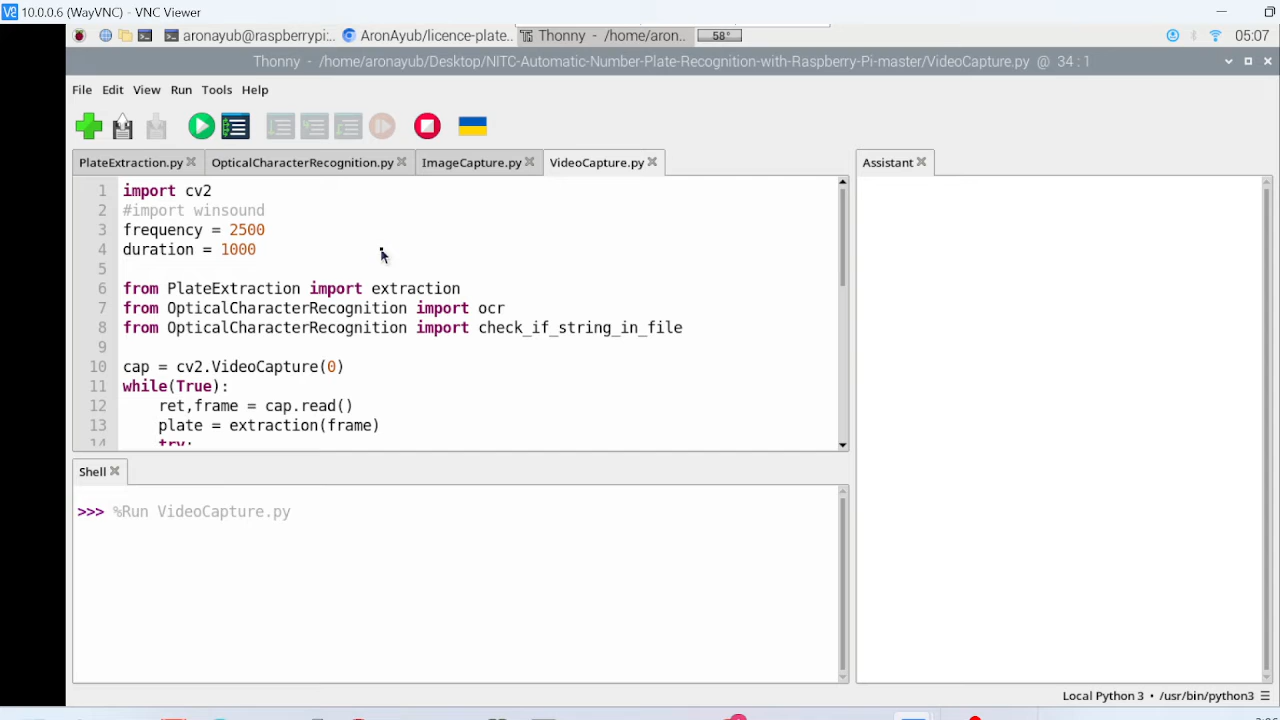 10.0.0.6 (WayVNC) - VNC Viewer
aronayub@raspberrypi:.. AronAyub/licence-plate.. Thonny - /home/aron.. 58° 05:07
Thonny - /home/aronayub/Desktop/NITC-Automatic-Number-Plate-Recognition-with-Raspberry-Pi-master/VideoCapture.py @ 34 : 1
File Edit View Run Tools Help
PlateExtraction.py OpticalCharacterRecognition.py ImageCapture.py VideoCapture.py Assistant
1 import cv2
2 #import winsound
3 frequency = 2500
4 duration = 1000
5
6 from PlateExtraction import extraction
7 from OpticalCharacterRecognition import ocr
8 from OpticalCharacterRecognition import check_if_string_in_file
9
10 cap = cv2.VideoCapture(0)
11 while(True):
12 ret,frame = cap.read()
13 plate = extraction(frame)
14 try:
Shell
>>> %Run VideoCapture.py
Local Python 3 • /usr/bin/python3